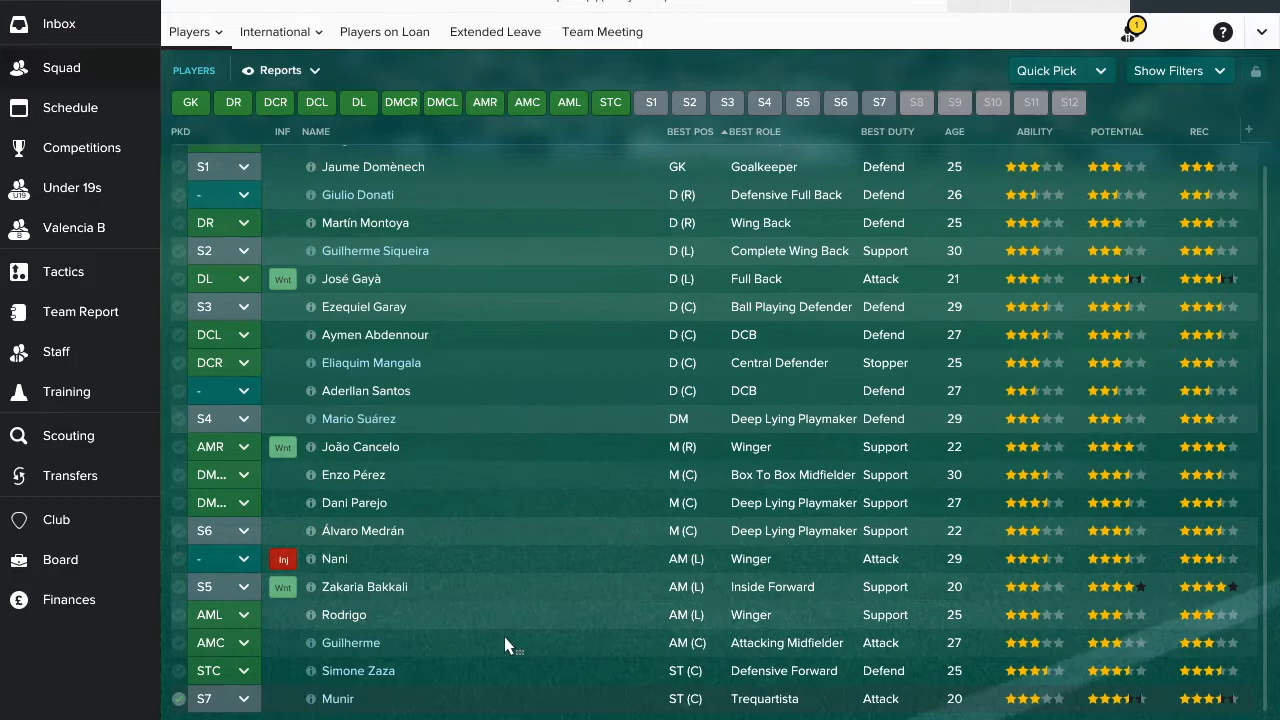 Inbox
Squad
Schedule
Competitions
U19 Under 19s
B Valencia B
Tactics
Team Report
Staff
Training
Scouting
Transfers
Club
Board
£ Finances
Players International Players on Loan Extended Leave Team Meeting 1 ?
PLAYERS Reports Quick Pick Show Filters
GK DR DCR DCL DL DMCR DMCL AMR AMC AML STC S1 S2 S3 S4 S5 S6 S7 S8 S9 S10 S11 S12
PKD INF NAME BEST POS BEST ROLE BEST DUTY AGE ABILITY POTENTIAL REC +
S1 Jaume Domènech GK Goalkeeper Defend 25
- Giulio Donati D (R) Defensive Full Back Defend 26
DR Martín Montoya D (R) Wing Back Defend 25
S2 Guilherme Siqueira D (L) Complete Wing Back Support 30
DL Wnt José Gayà D (L) Full Back Attack 21
S3 Ezequiel Garay D (C) Ball Playing Defender Defend 29
DCL Aymen Abdennour D (C) DCB Defend 27
DCR Eliaquim Mangala D (C) Central Defender Stopper 25
- Aderllan Santos D (C) DCB Defend 27
S4 Mario Suárez DM Deep Lying Playmaker Defend 29
AMR Wnt João Cancelo M (R) Winger Support 22
DM... Enzo Pérez M (C) Box To Box Midfielder Support 30
DM... Dani Parejo M (C) Deep Lying Playmaker Support 27
S6 Álvaro Medrán M (C) Deep Lying Playmaker Support 22
- Inj Nani AM (L) Winger Attack 29
S5 Wnt Zakaria Bakkali AM (L) Inside Forward Support 20
AML Rodrigo AM (L) Winger Support 25
AMC Guilherme AM (C) Attacking Midfielder Attack 27
STC Simone Zaza ST (C) Defensive Forward Defend 25
S7 Munir ST (C) Trequartista Attack 20